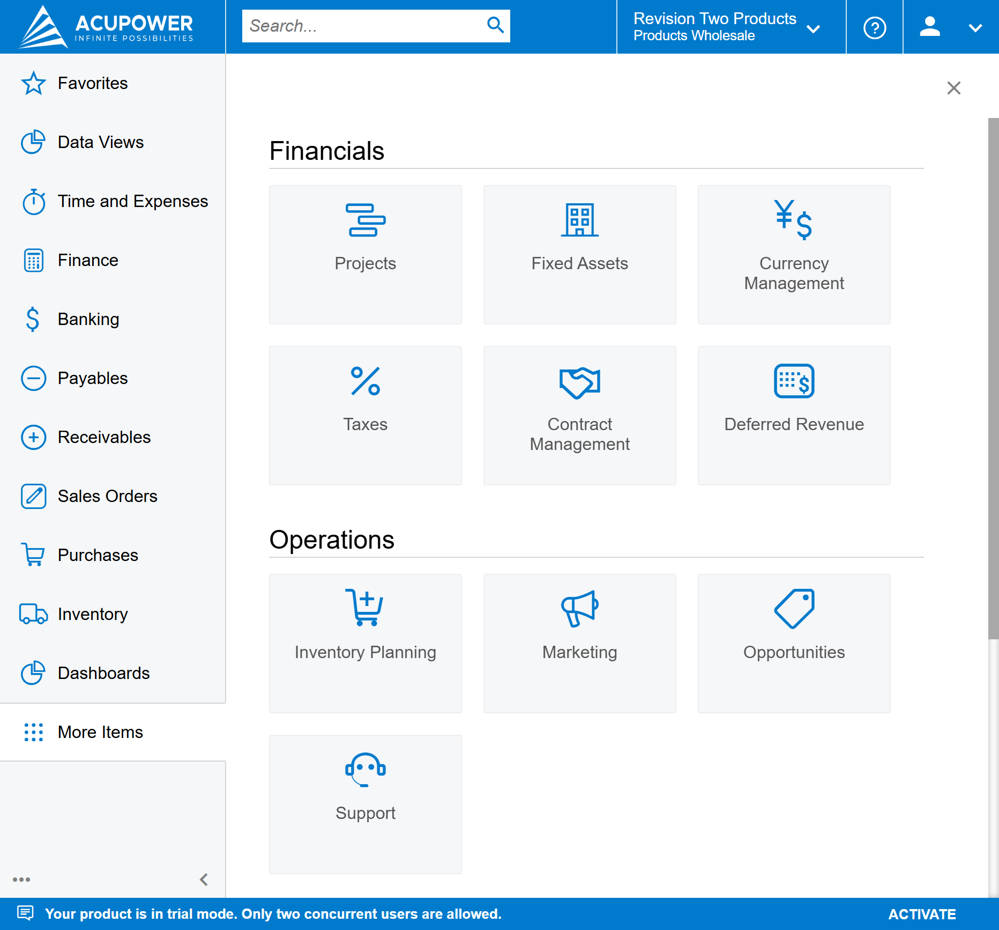 ACUPOWER
INFINITE POSSIBILITIES
Search...
Revision Two Products
Products Wholesale
?
Favorites
Data Views
Time and Expenses
Finance
Banking
Payables
Receivables
Sales Orders
Purchases
Inventory
Dashboards
More Items
Financials
Projects
Fixed Assets
Currency
Management
Taxes
Contract
Management
Deferred Revenue
Operations
Inventory Planning
Marketing
Opportunities
Support
Your product is in trial mode. Only two concurrent users are allowed.
ACTIVATE